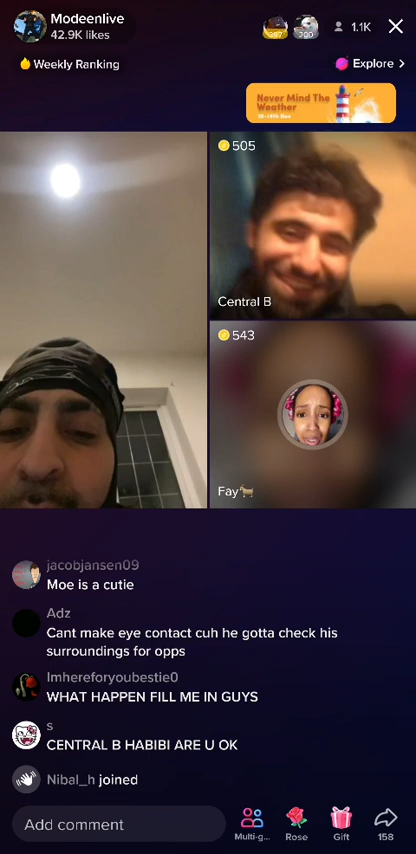 Modeenlive
42.9K likes
1.1K
Weekly Ranking
Explore
Never Mind The
Weather
505
Central B
543
Fay
jacobjansen09
Moe is a cutie
Adz
Cant make eye contact cuh he gotta check his
surroundings for opps
Imhereforyoubestie0
WHAT HAPPEN FILL ME IN GUYS
s
CENTRAL B HABIBI ARE U OK
Nibal_h joined
Add comment
Multi-g...
Rose
Gift
158